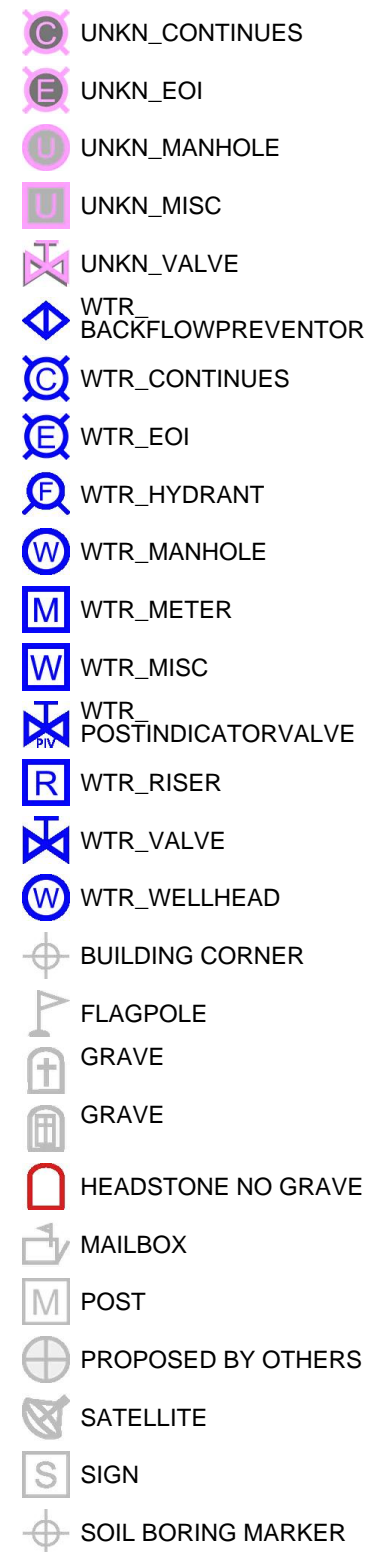 C UNKN_CONTINUES
E UNKN_EOI
U UNKN_MANHOLE
U UNKN_MISC
UNKN_VALVE
WTR_
BACKFLOWPREVENTOR
C WTR_CONTINUES
E WTR_EOI
F WTR_HYDRANT
W WTR_MANHOLE
M WTR_METER
W WTR_MISC
WTR_
PIV POSTINDICATORVALVE
R WTR_RISER
WTR_VALVE
W WTR_WELLHEAD
BUILDING CORNER
FLAGPOLE
GRAVE
GRAVE
HEADSTONE NO GRAVE
MAILBOX
M POST
PROPOSED BY OTHERS
SATELLITE
S SIGN
SOIL BORING MARKER